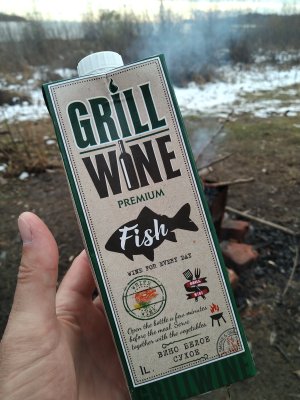 GRILL
WINE
PREMIUM
Fish
WINE FOR EVERY DAY
Open the bottle a few minutes
before the meal. Serve
together with the vegetables.
1L
ВИНО БЕЛОЕ
СУХОЕ